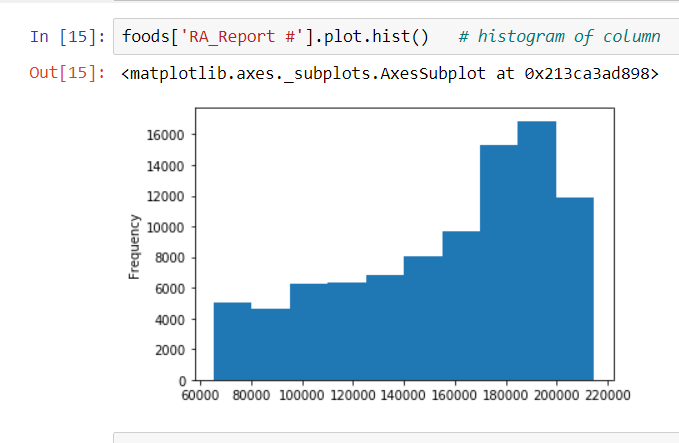 In [15]: foods['RA_Report #'].plot.hist()   # histogram of column
Out[15]: <matplotlib.axes._subplots.AxesSubplot at 0x213ca3ad898>
16000
14000
12000
10000
8000
6000
4000
2000
0
Frequency
60000 80000 100000 120000 140000 160000 180000 200000 220000